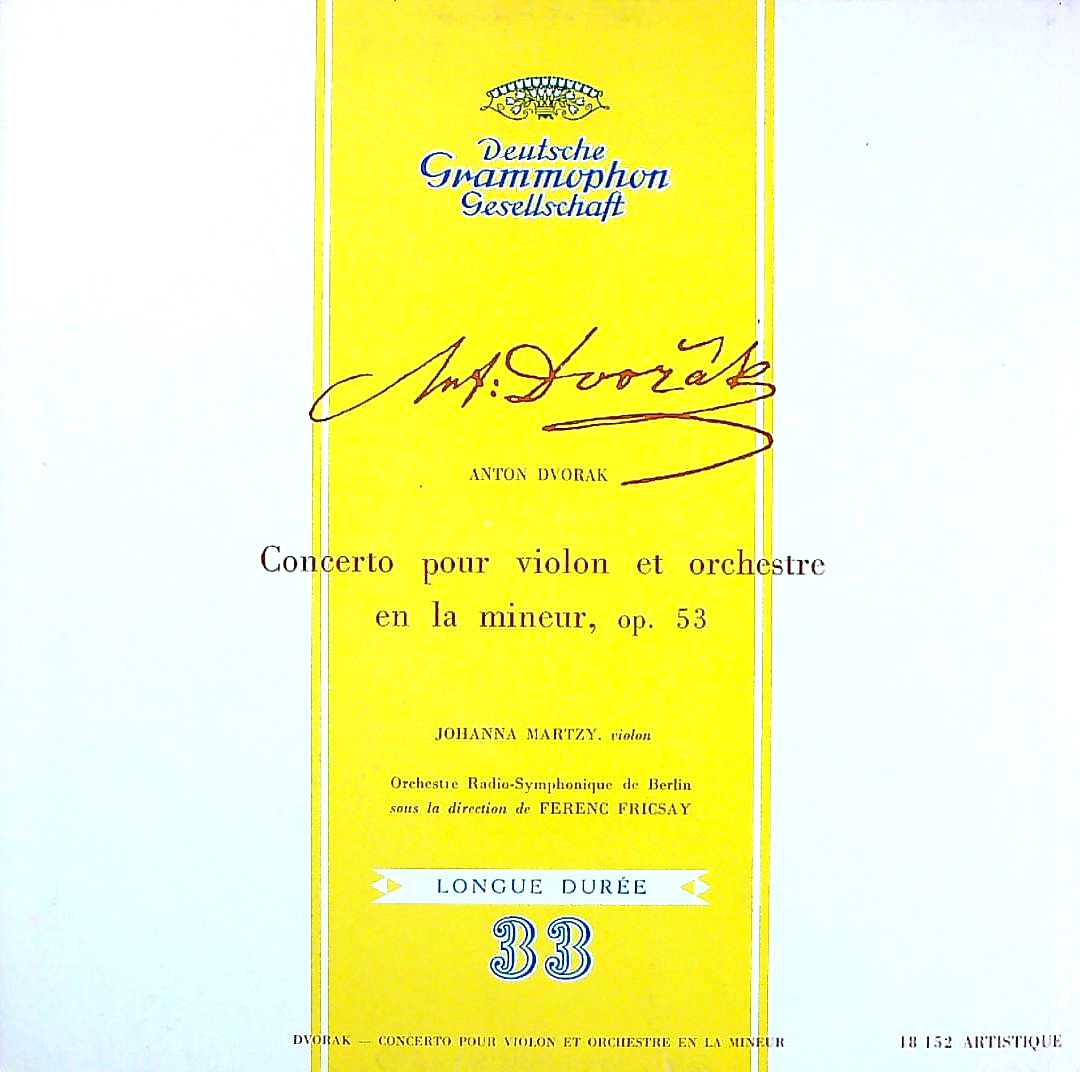 Deutsche
Grammophon
Gesellschaft
Ant: Dvořák
ANTON DVORAK
Concerto pour violon et orchestre
en la mineur, op. 53
JOHANNA MARTZY, violon
Orchestre Radio-Symphonique de Berlin
sous la direction de FERENC FRICSAY
LONGUE DURÉE
33
DVORAK — CONCERTO POUR VIOLON ET ORCHESTRE EN LA MINEUR
18 152 ARTISTIQUE